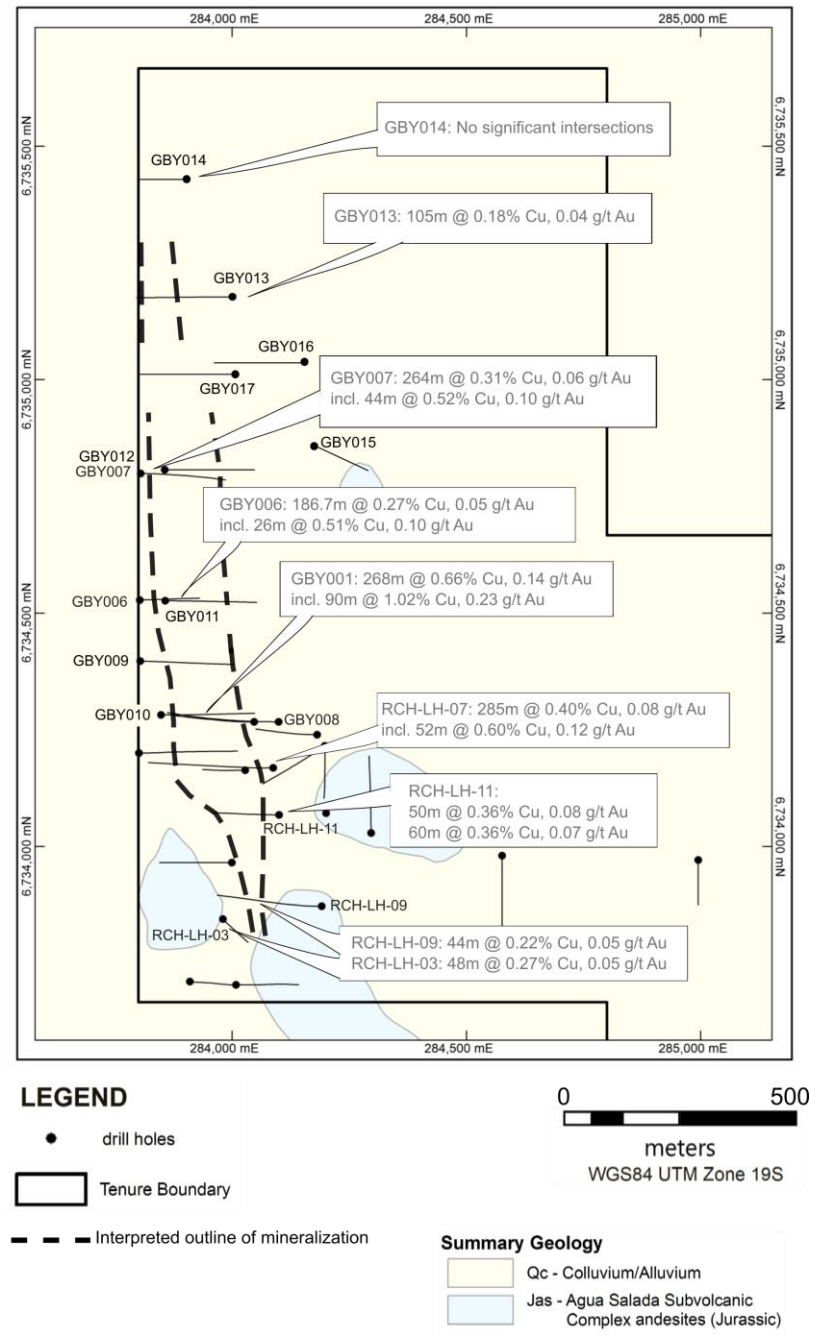 284,000 mE
284,500 mE
285,000 mE
6,735,500 mN
6,735,500 mN
GBY014: No significant intersections
GBY014
GBY013: 105m @ 0.18% Cu, 0.04 g/t Au
GBY013
GBY016
6,735,000 mN
6,735,000 mN
GBY017
GBY007: 264m @ 0.31% Cu, 0.06 g/t Au
incl. 44m @ 0.52% Cu, 0.10 g/t Au
GBY015
GBY012
GBY007
GBY006: 186.7m @ 0.27% Cu, 0.05 g/t Au
incl. 26m @ 0.51% Cu, 0.10 g/t Au
GBY001: 268m @ 0.66% Cu, 0.14 g/t Au
incl. 90m @ 1.02% Cu, 0.23 g/t Au
GBY006
GBY011
6,734,500 mN
6,734,500 mN
GBY009
GBY010
GBY008
RCH-LH-07: 285m @ 0.40% Cu, 0.08 g/t Au
incl. 52m @ 0.60% Cu, 0.12 g/t Au
RCH-LH-11:
50m @ 0.36% Cu, 0.08 g/t Au
60m @ 0.36% Cu, 0.07 g/t Au
RCH-LH-11
6,734,000 mN
6,734,000 mN
RCH-LH-09
RCH-LH-03
RCH-LH-09: 44m @ 0.22% Cu, 0.05 g/t Au
RCH-LH-03: 48m @ 0.27% Cu, 0.05 g/t Au
284,000 mE
284,500 mE
285,000 mE
LEGEND
drill holes
Tenure Boundary
Interpreted outline of mineralization
0
500
meters
WGS84 UTM Zone 19S
Summary Geology
Qc - Colluvium/Alluvium
Jas - Agua Salada Subvolcanic
Complex andesites (Jurassic)